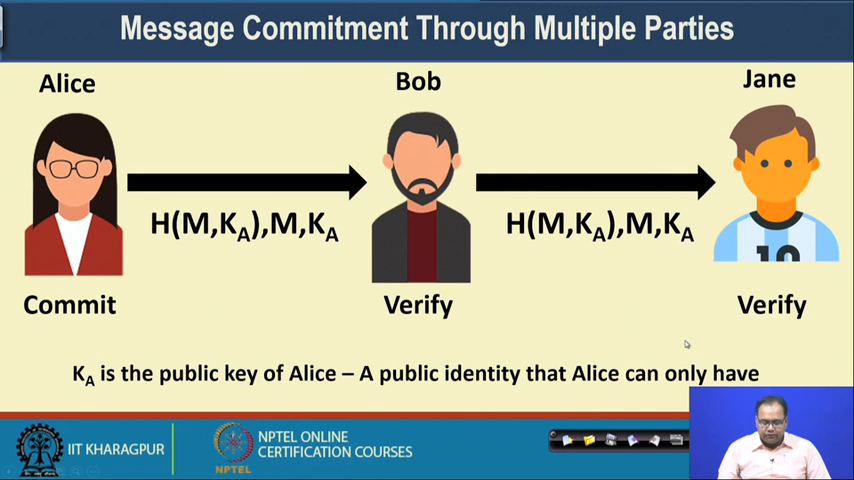 Message Commitment Through Multiple Parties
Alice
Bob
Jane
H(M,KA),M,KA
H(M,KA),M,KA
10
Commit
Verify
Verify
KA is the public key of Alice – A public identity that Alice can only have
IIT KHARAGPUR
NPTEL
NPTEL ONLINE
CERTIFICATION COURSES